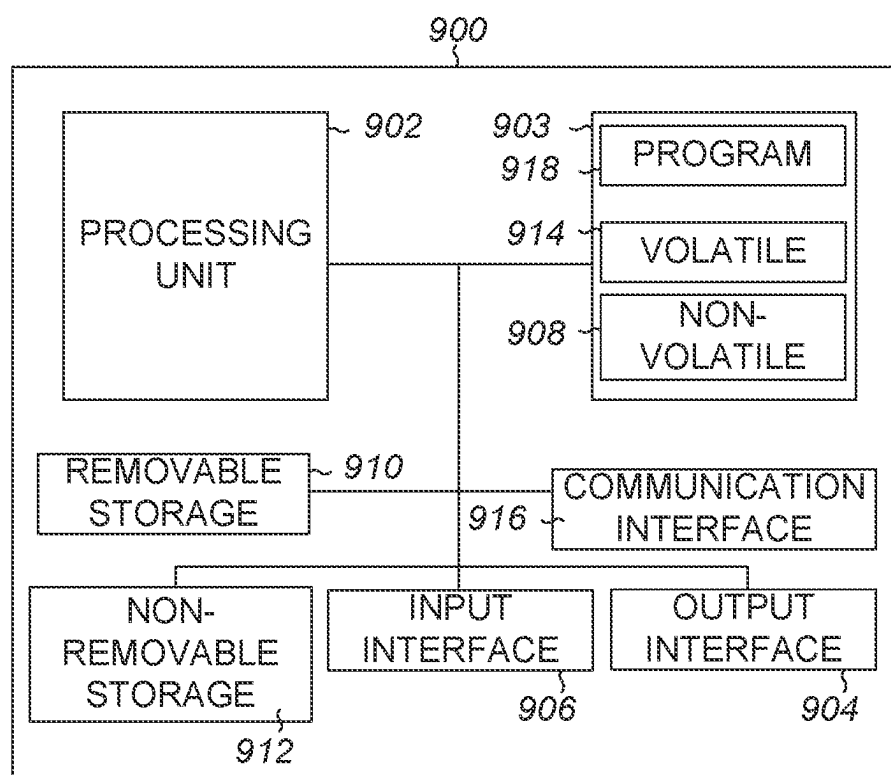 900
902
903
PROGRAM
918
PROCESSING
UNIT
914
VOLATILE
908
NON-
VOLATILE
REMOVABLE
STORAGE
910
COMMUNICATION
INTERFACE
916
NON-
REMOVABLE
STORAGE
912
INPUT
INTERFACE
906
OUTPUT
INTERFACE
904